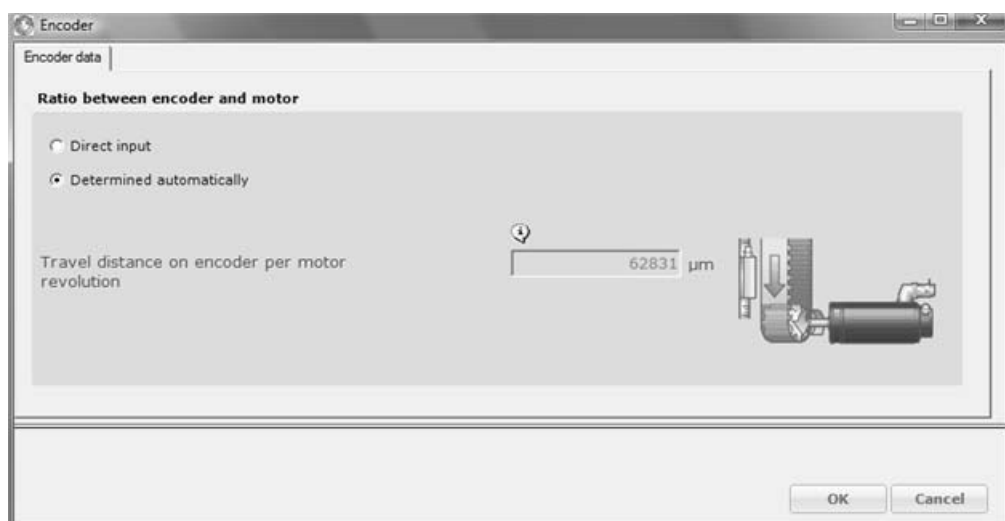 Encoder
Encoder data
Ratio between encoder and motor
Direct input
Determined automatically
Travel distance on encoder per motor
revolution
62831 µm
OK
Cancel